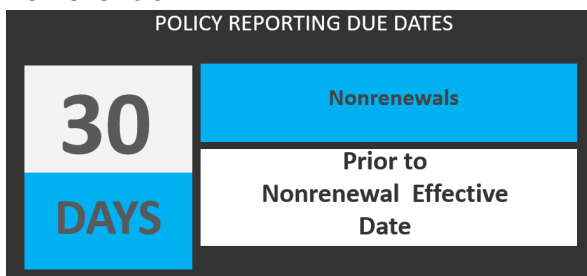 POLICY REPORTING DUE DATES
30
DAYS
Nonrenewals
Prior to
Nonrenewal Effective
Date